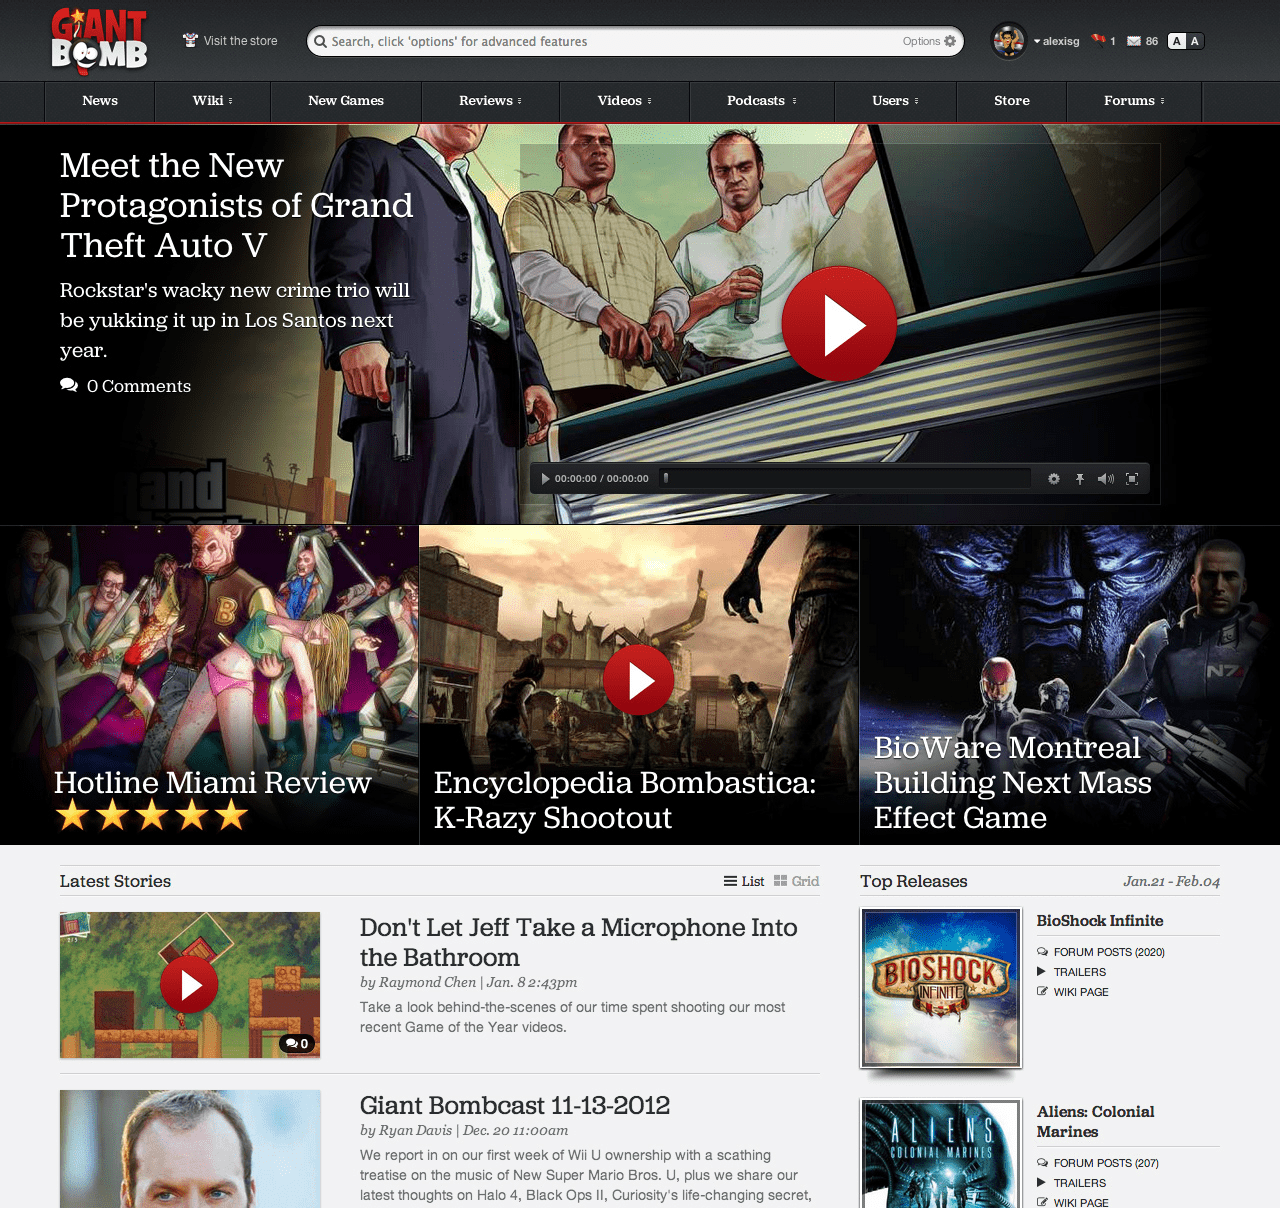 GIANT
BOMB
Visit the store
Search, click 'options' for advanced features
Options
alexisg
1
86
A A
News
Wiki
New Games
Reviews
Videos
Podcasts
Users
Store
Forums
Meet the New
Protagonists of Grand
Theft Auto V
Rockstar's wacky new crime trio will
be yukking it up in Los Santos next
year.
0 Comments
00:00:00 / 00:00:00
B
N7
Hotline Miami Review
Encyclopedia Bombastica:
K-Razy Shootout
BioWare Montreal
Building Next Mass
Effect Game
Latest Stories
List
Grid
Don't Let Jeff Take a Microphone Into
the Bathroom
by Raymond Chen | Jan. 8 2:43pm
Take a look behind-the-scenes of our time spent shooting our most
recent Game of the Year videos.
0
Giant Bombcast 11-13-2012
by Ryan Davis | Dec. 20 11:00am
We report in on our first week of Wii U ownership with a scathing
treatise on the music of New Super Mario Bros. U, plus we share our
latest thoughts on Halo 4, Black Ops II, Curiosity's life-changing secret,
Top Releases
Jan.21 - Feb.04
BIOSHOCK
INFINITE
BioShock Infinite
FORUM POSTS (2020)
TRAILERS
WIKI PAGE
ALIENS
COLONIAL MARINES
Aliens: Colonial
Marines
FORUM POSTS (207)
TRAILERS
WIKI PAGE